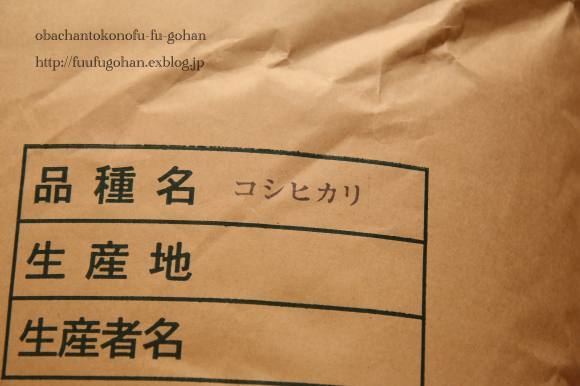 obachantokonofu-fu-gohan
http://fuufugohan.exblog.jp
品種名 コシヒカリ
生産地
生産者名